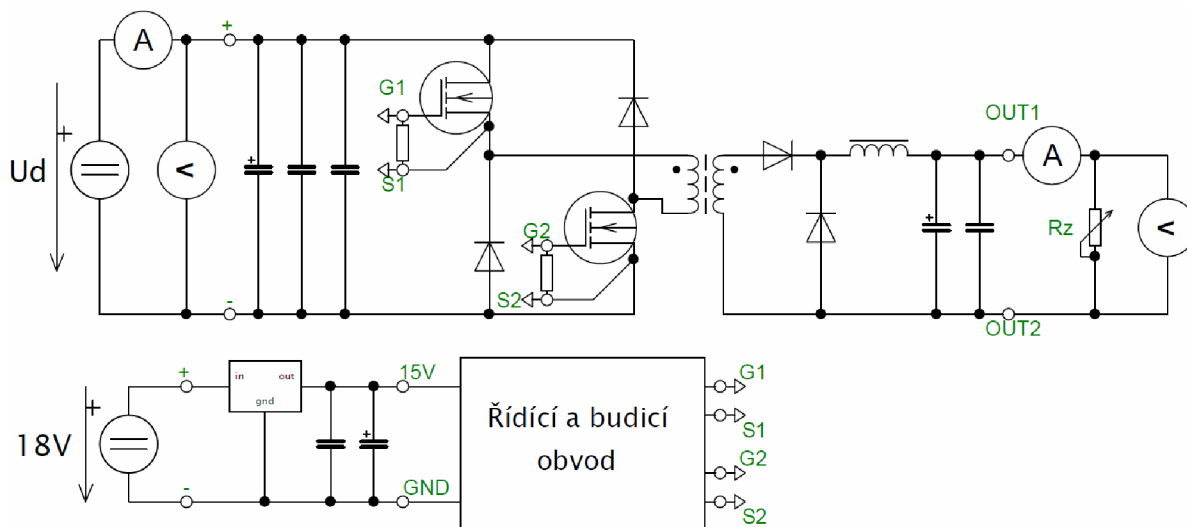 A
+
G1
S1
+
Ud
V
+
G2
S2
-
OUT1
A
+
Rz
V
OUT2
+
in
out
gnd
15V
+
18V
+
-
GND
Řídící a budicí
obvod
G1
S1
G2
S2